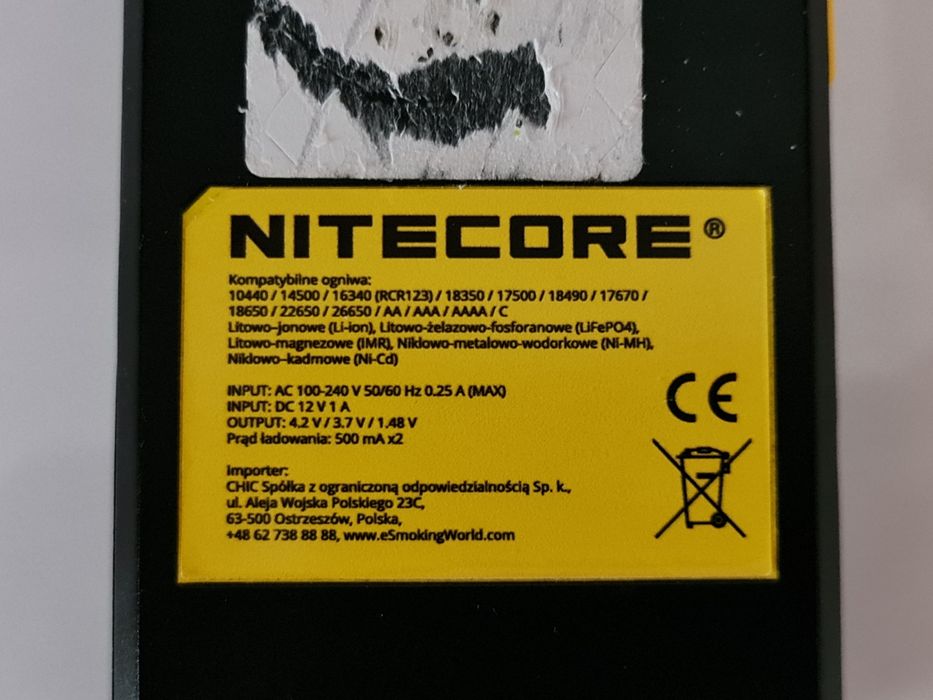 NITECORE®
Kompatybilne ogniwa:
10440 / 14500 / 16340 (RCR123) / 18350 / 17500 / 18490 / 17670 /
18650 / 22650 / 26650 / AA / AAA / AAAA / C
Litowo-jonowe (Li-ion), Litowo-żelazowo-fosforanowe (LiFePO4),
Litowo-magnezowe (IMR), Niklowo-metalowo-wodorkowe (Ni-MH),
Niklowo-kadmowe (Ni-Cd)
INPUT: AC 100-240 V 50/60 Hz 0.25 A (MAX)
INPUT: DC 12 V 1 A
OUTPUT: 4.2 V / 3.7 V / 1.48 V
Prąd ładowania: 500 mA x2
CE
Importer:
CHIC Spółka z ograniczoną odpowiedzialnością Sp. k.,
ul. Aleja Wojska Polskiego 23C,
63-500 Ostrzeszów, Polska,
+48 62 738 88 88, www.eSmokingWorld.com